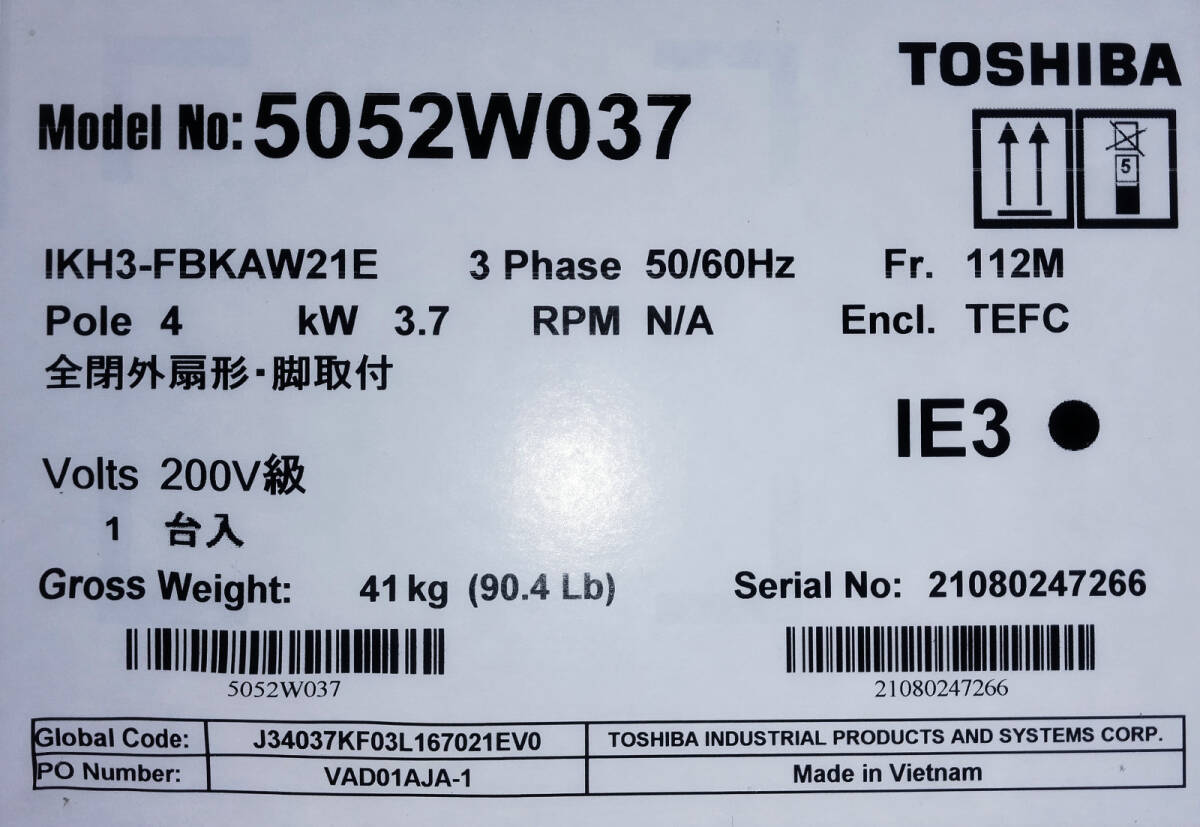 TOSHIBA
Model No: 5052W037
5
IKH3-FBKAW21E 3 Phase 50/60Hz Fr. 112M
Pole 4 kW 3.7 RPM N/A Encl. TEFC
全閉外扇形・脚取付
IE3 ●
Volts 200V級
1 台入
Gross Weight: 41 kg (90.4 Lb) Serial No: 21080247266
5052W037 21080247266
Global Code: J34037KF03L167021EV0 TOSHIBA INDUSTRIAL PRODUCTS AND SYSTEMS CORP.
PO Number: VAD01AJA-1 Made in Vietnam